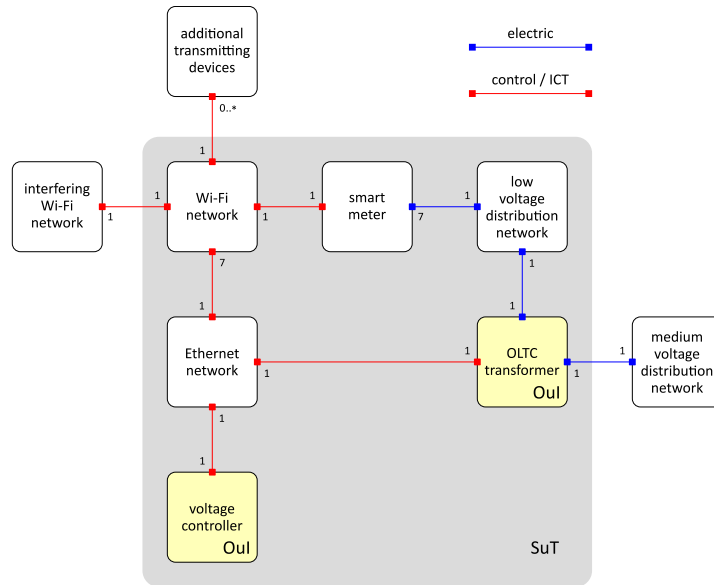 additional
transmitting
devices
electric
control / ICT
0..*
1
interfering
Wi-Fi
network
1
1
Wi-Fi
network
1
1
smart
meter
7
1
low
voltage
distribution
network
7
1
1
1
Ethernet
network
1
1
OLTC
transformer
OuI
1
1
medium
voltage
distribution
network
1
1
voltage
controller
OuI
SuT